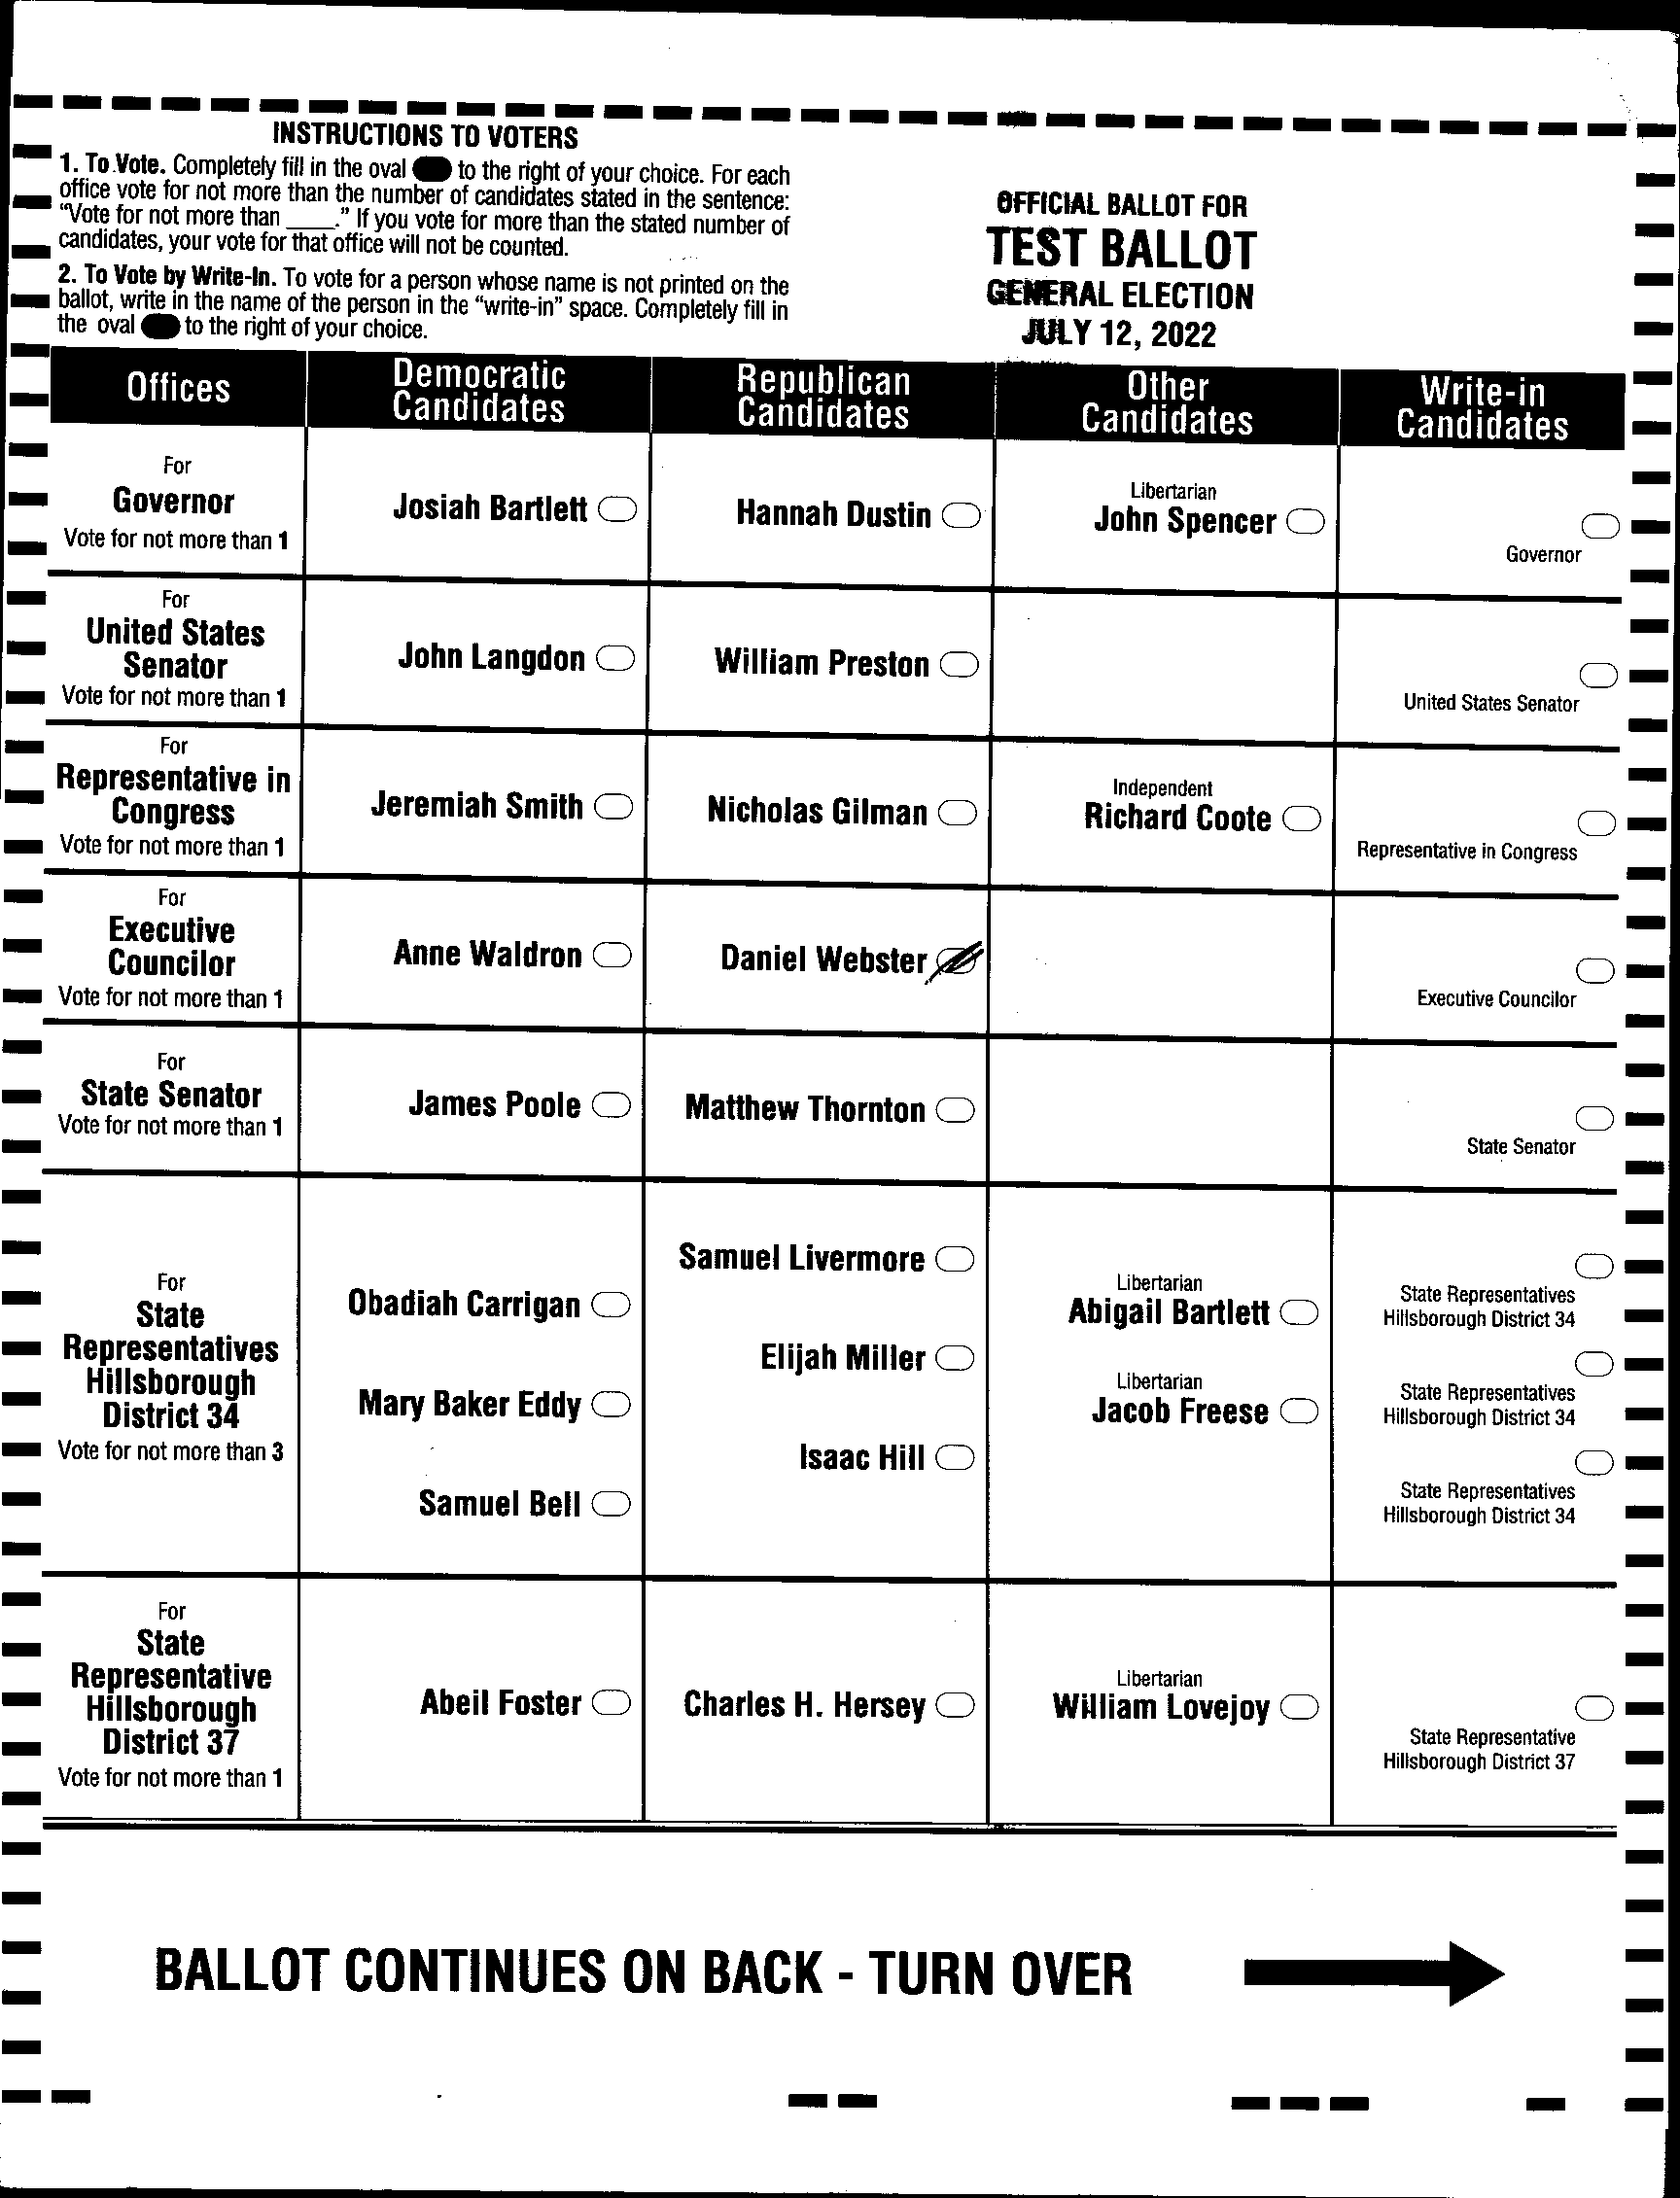 INSTRUCTIONS TO VOTERS
1. To Vote. Completely fill in the oval to the right of your choice. For each
office vote for not more than the number of candidates stated in the sentence:
"Vote for not more than ____." If you vote for more than the stated number of
candidates, your vote for that office will not be counted.
2. To Vote by Write-In. To vote for a person whose name is not printed on the
ballot, write in the name of the person in the "write-in" space. Completely fill in
the oval to the right of your choice.
OFFICIAL BALLOT FOR
TEST BALLOT
GENERAL ELECTION
JULY 12, 2022
Offices
Democratic
Candidates
Republican
Candidates
Other
Candidates
Write-in
Candidates
For
Governor
Vote for not more than 1
Josiah Bartlett
Hannah Dustin
Libertarian
John Spencer
Governor
For
United States
Senator
Vote for not more than 1
John Langdon
William Preston
United States Senator
For
Representative in
Congress
Vote for not more than 1
Jeremiah Smith
Nicholas Gilman
Independent
Richard Coote
Representative in Congress
For
Executive
Councilor
Vote for not more than 1
Anne Waldron
Daniel Webster
Executive Councilor
For
State Senator
Vote for not more than 1
James Poole
Matthew Thornton
State Senator
For
State
Representatives
Hillsborough
District 34
Vote for not more than 3
Obadiah Carrigan
Mary Baker Eddy
Samuel Bell
Samuel Livermore
Elijah Miller
Isaac Hill
Libertarian
Abigail Bartlett
Libertarian
Jacob Freese
State Representatives
Hillsborough District 34
State Representatives
Hillsborough District 34
State Representatives
Hillsborough District 34
For
State
Representative
Hillsborough
District 37
Vote for not more than 1
Abeil Foster
Charles H. Hersey
Libertarian
William Lovejoy
State Representative
Hillsborough District 37
BALLOT CONTINUES ON BACK - TURN OVER